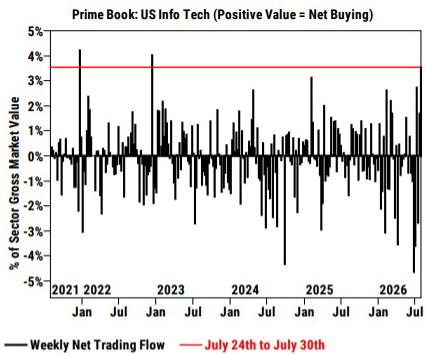 Prime Book: US Info Tech (Positive Value = Net Buying)
% of Sector Gross Market Value
5%
4%
3%
2%
1%
0%
-1%
-2%
-3%
-4%
-5%
2021 2022 2023 2024 2025 2026
Jan Jul Jan Jul Jan Jul Jan Jul Jan Jul
Weekly Net Trading Flow July 24th to July 30th